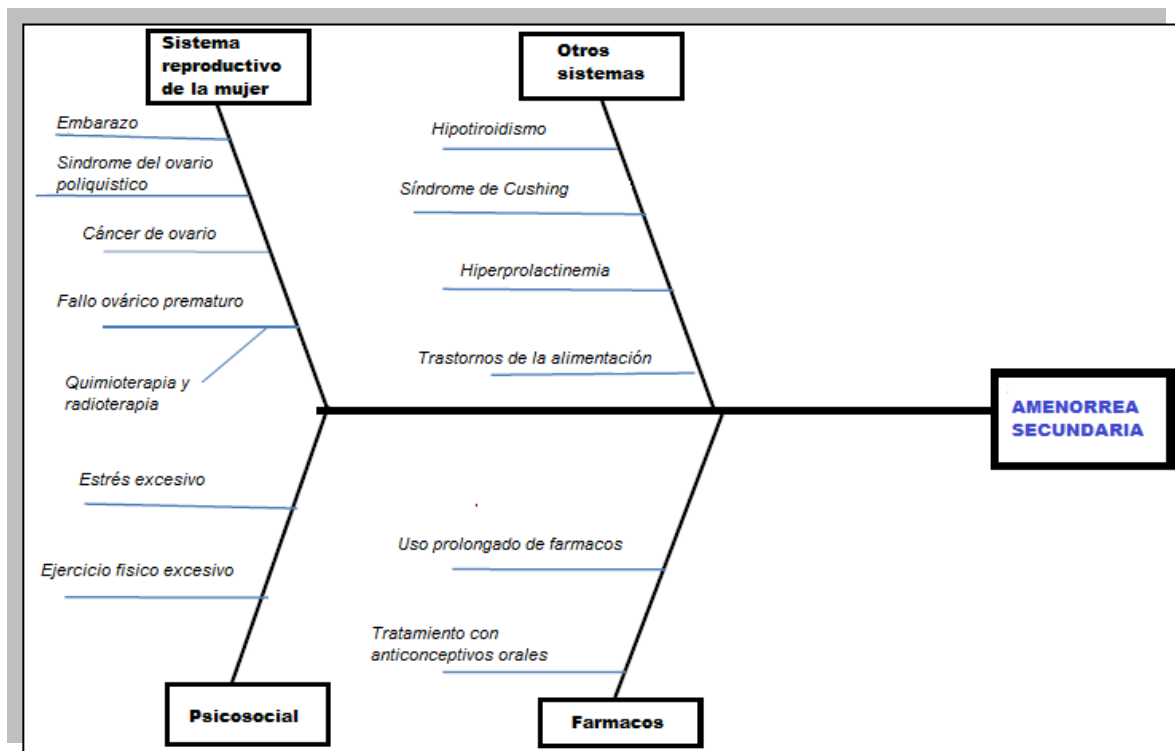 Sistema
reproductivo
de la mujer
Embarazo
Sindrome del ovario
poliquistico
Cáncer de ovario
Fallo ovárico prematuro
Quimioterapia y
radioterapia
Otros
sistemas
Hipotiroidismo
Síndrome de Cushing
Hiperprolactinemia
Trastornos de la alimentación
AMENORREA
SECUNDARIA
Estrés excesivo
Ejercicio fisico excesivo
Psicosocial
Uso prolongado de farmacos
Tratamiento con
anticonceptivos orales
Farmacos